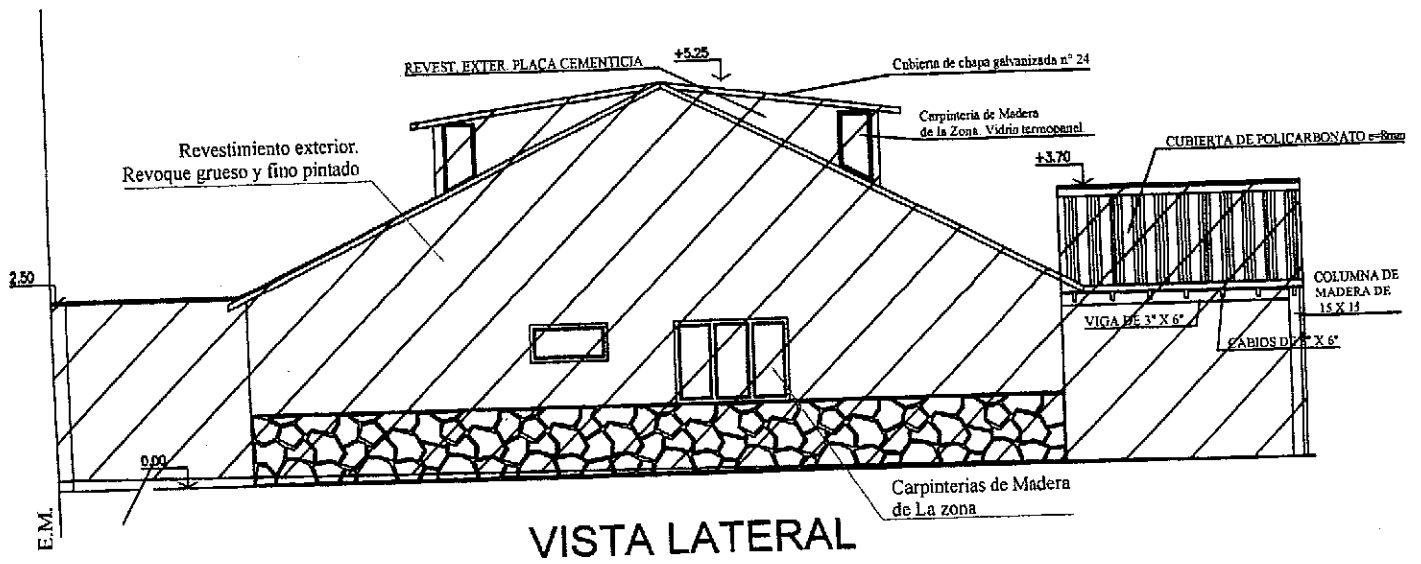 +5.25
REVEST. EXTER. PLACA CEMENTICIA
Cubierta de chapa galvanizada n° 24
Carpinteria de Madera
de la Zona. Vidrio termopanel
Revestimiento exterior.
Revoque grueso y fino pintado
CUBIERTA DE POLICARBONATO e=8mm
+3.70
2.50
COLUMNA DE
MADERA DE
15 X 15
VIGA DE 3" X 6"
CABIOS DE X 6"
0.00
Carpinterias de Madera
de La zona
E.M.
VISTA LATERAL